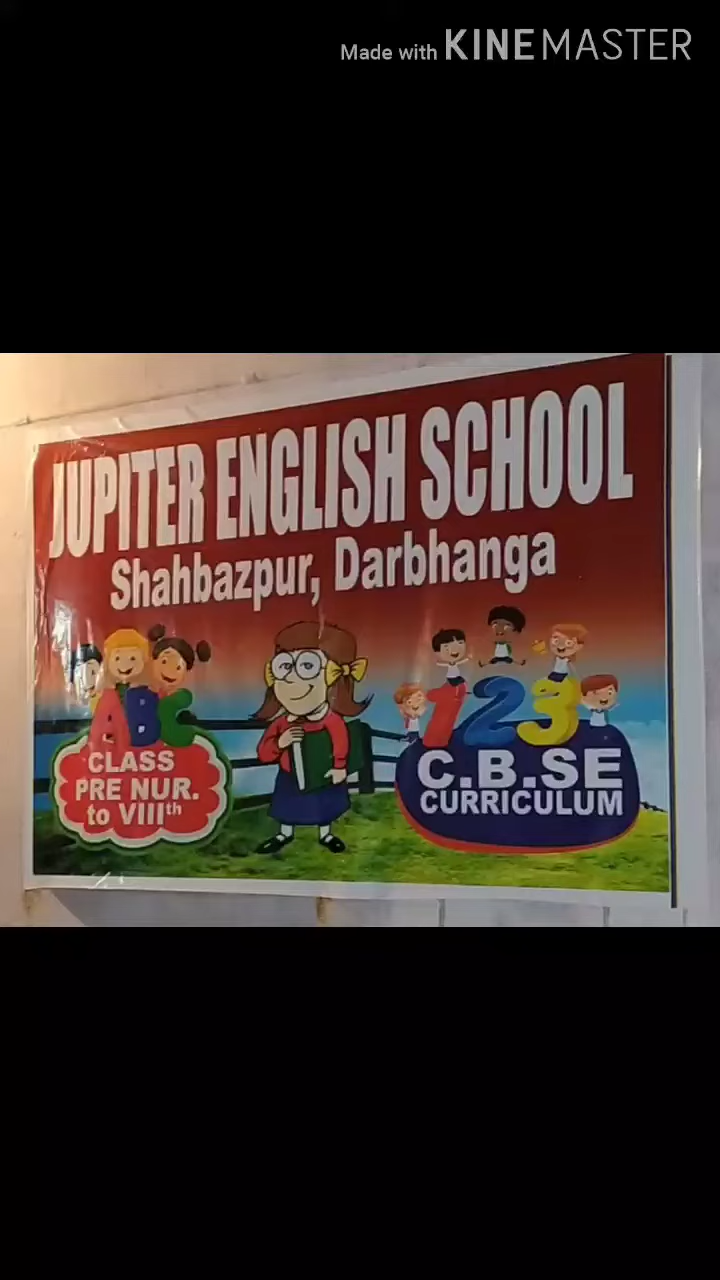 Made with KINEMASTER
JUPITER ENGLISH SCHOOL
Shahbazpur, Darbhanga
ABC
123
CLASS
PRE NUR.
to VIIIth
C.B.SE
CURRICULUM